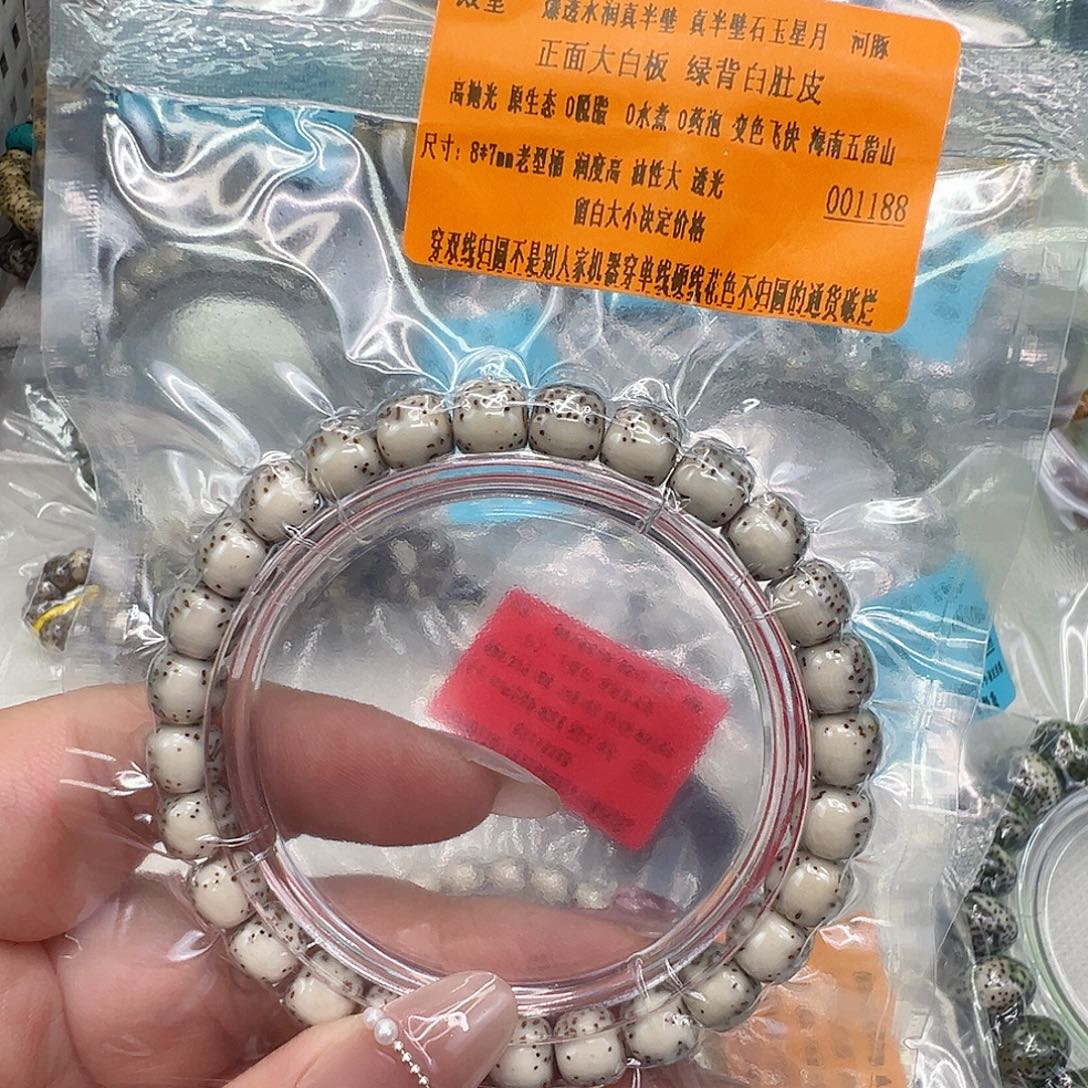 殿堂 爆透水润真半壁 真半壁石玉星月 河豚
正面大白板 绿背白肚皮
高抛光 原生态 0脱脂 0水煮 0药泡 变色飞快 海南五指山
尺寸：8*7mm老型桶 润度高 油性大 透光
001188
留白大小决定价格
穿双线归圆不是别人家机器穿单线硬线花色不归圆的通货破烂